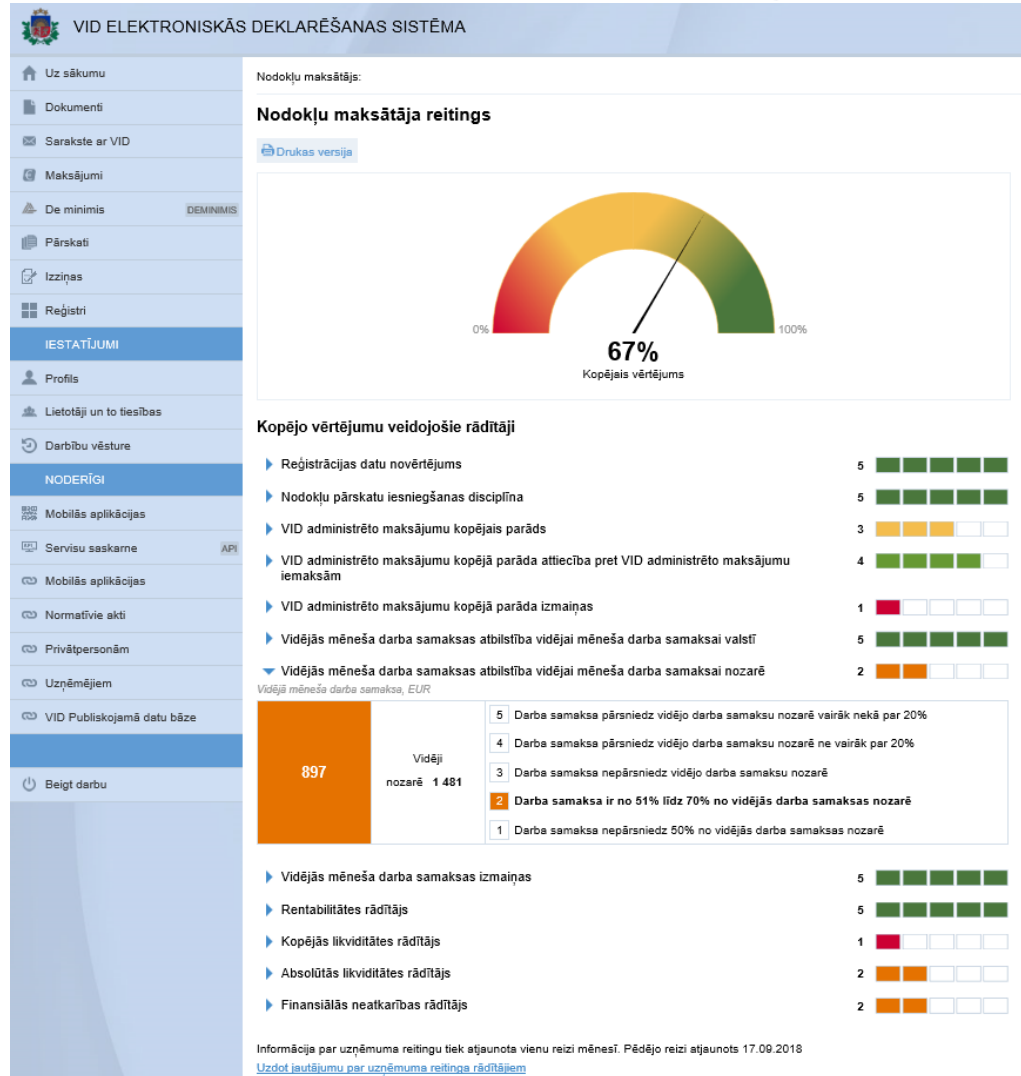 VID ELEKTRONISKĀS DEKLARĒŠANAS SISTĒMA
Uz sākumu
Dokumenti
Sarakste ar VID
Maksājumi
De minimis DEMINIMIS
Pārskati
Izziņas
Reģistri
IESTATĪJUMI
Profils
Lietotāji un to tiesības
Darbību vēsture
NODERĪGI
Mobilās aplikācijas
Servisu saskarne API
Mobilās aplikācijas
Normatīvie akti
Privātpersonām
Uzņēmējiem
VID Publiskojamā datu bāze
Beigt darbu
Nodokļu maksātājs:
Nodokļu maksātāja reitings
Drukas versija
0%
100%
67%
Kopējais vērtējums
Kopējo vērtējumu veidojošie rādītāji
Reģistrācijas datu novērtējums 5
Nodokļu pārskatu iesniegšanas disciplīna 5
VID administrēto maksājumu kopējais parāds 3
VID administrēto maksājumu kopējā parāda attiecība pret VID administrēto maksājumu 4
iemaksām
VID administrēto maksājumu kopējā parāda izmaiņas 1
Vidējās mēneša darba samaksas atbilstība vidējai mēneša darba samaksai valstī 5
Vidējās mēneša darba samaksas atbilstība vidējai mēneša darba samaksai nozarē 2
Vidējā mēneša darba samaksa, EUR
897
Vidēji
nozarē 1 481
5 Darba samaksa pārsniedz vidējo darba samaksu nozarē vairāk nekā par 20%
4 Darba samaksa pārsniedz vidējo darba samaksu nozarē ne vairāk par 20%
3 Darba samaksa nepārsniedz vidējo darba samaksu nozarē
2 Darba samaksa ir no 51% līdz 70% no vidējās darba samaksas nozarē
1 Darba samaksa nepārsniedz 50% no vidējās darba samaksas nozarē
Vidējās mēneša darba samaksas izmaiņas 5
Rentabilitātes rādītājs 5
Kopējās likviditātes rādītājs 1
Absolūtās likviditātes rādītājs 2
Finansiālās neatkarības rādītājs 2
Informācija par uzņēmuma reitingu tiek atjaunota vienu reizi mēnesī. Pēdējo reizi atjaunots 17.09.2018
Uzdot jautājumu par uzņēmuma reitinga rādītājiem